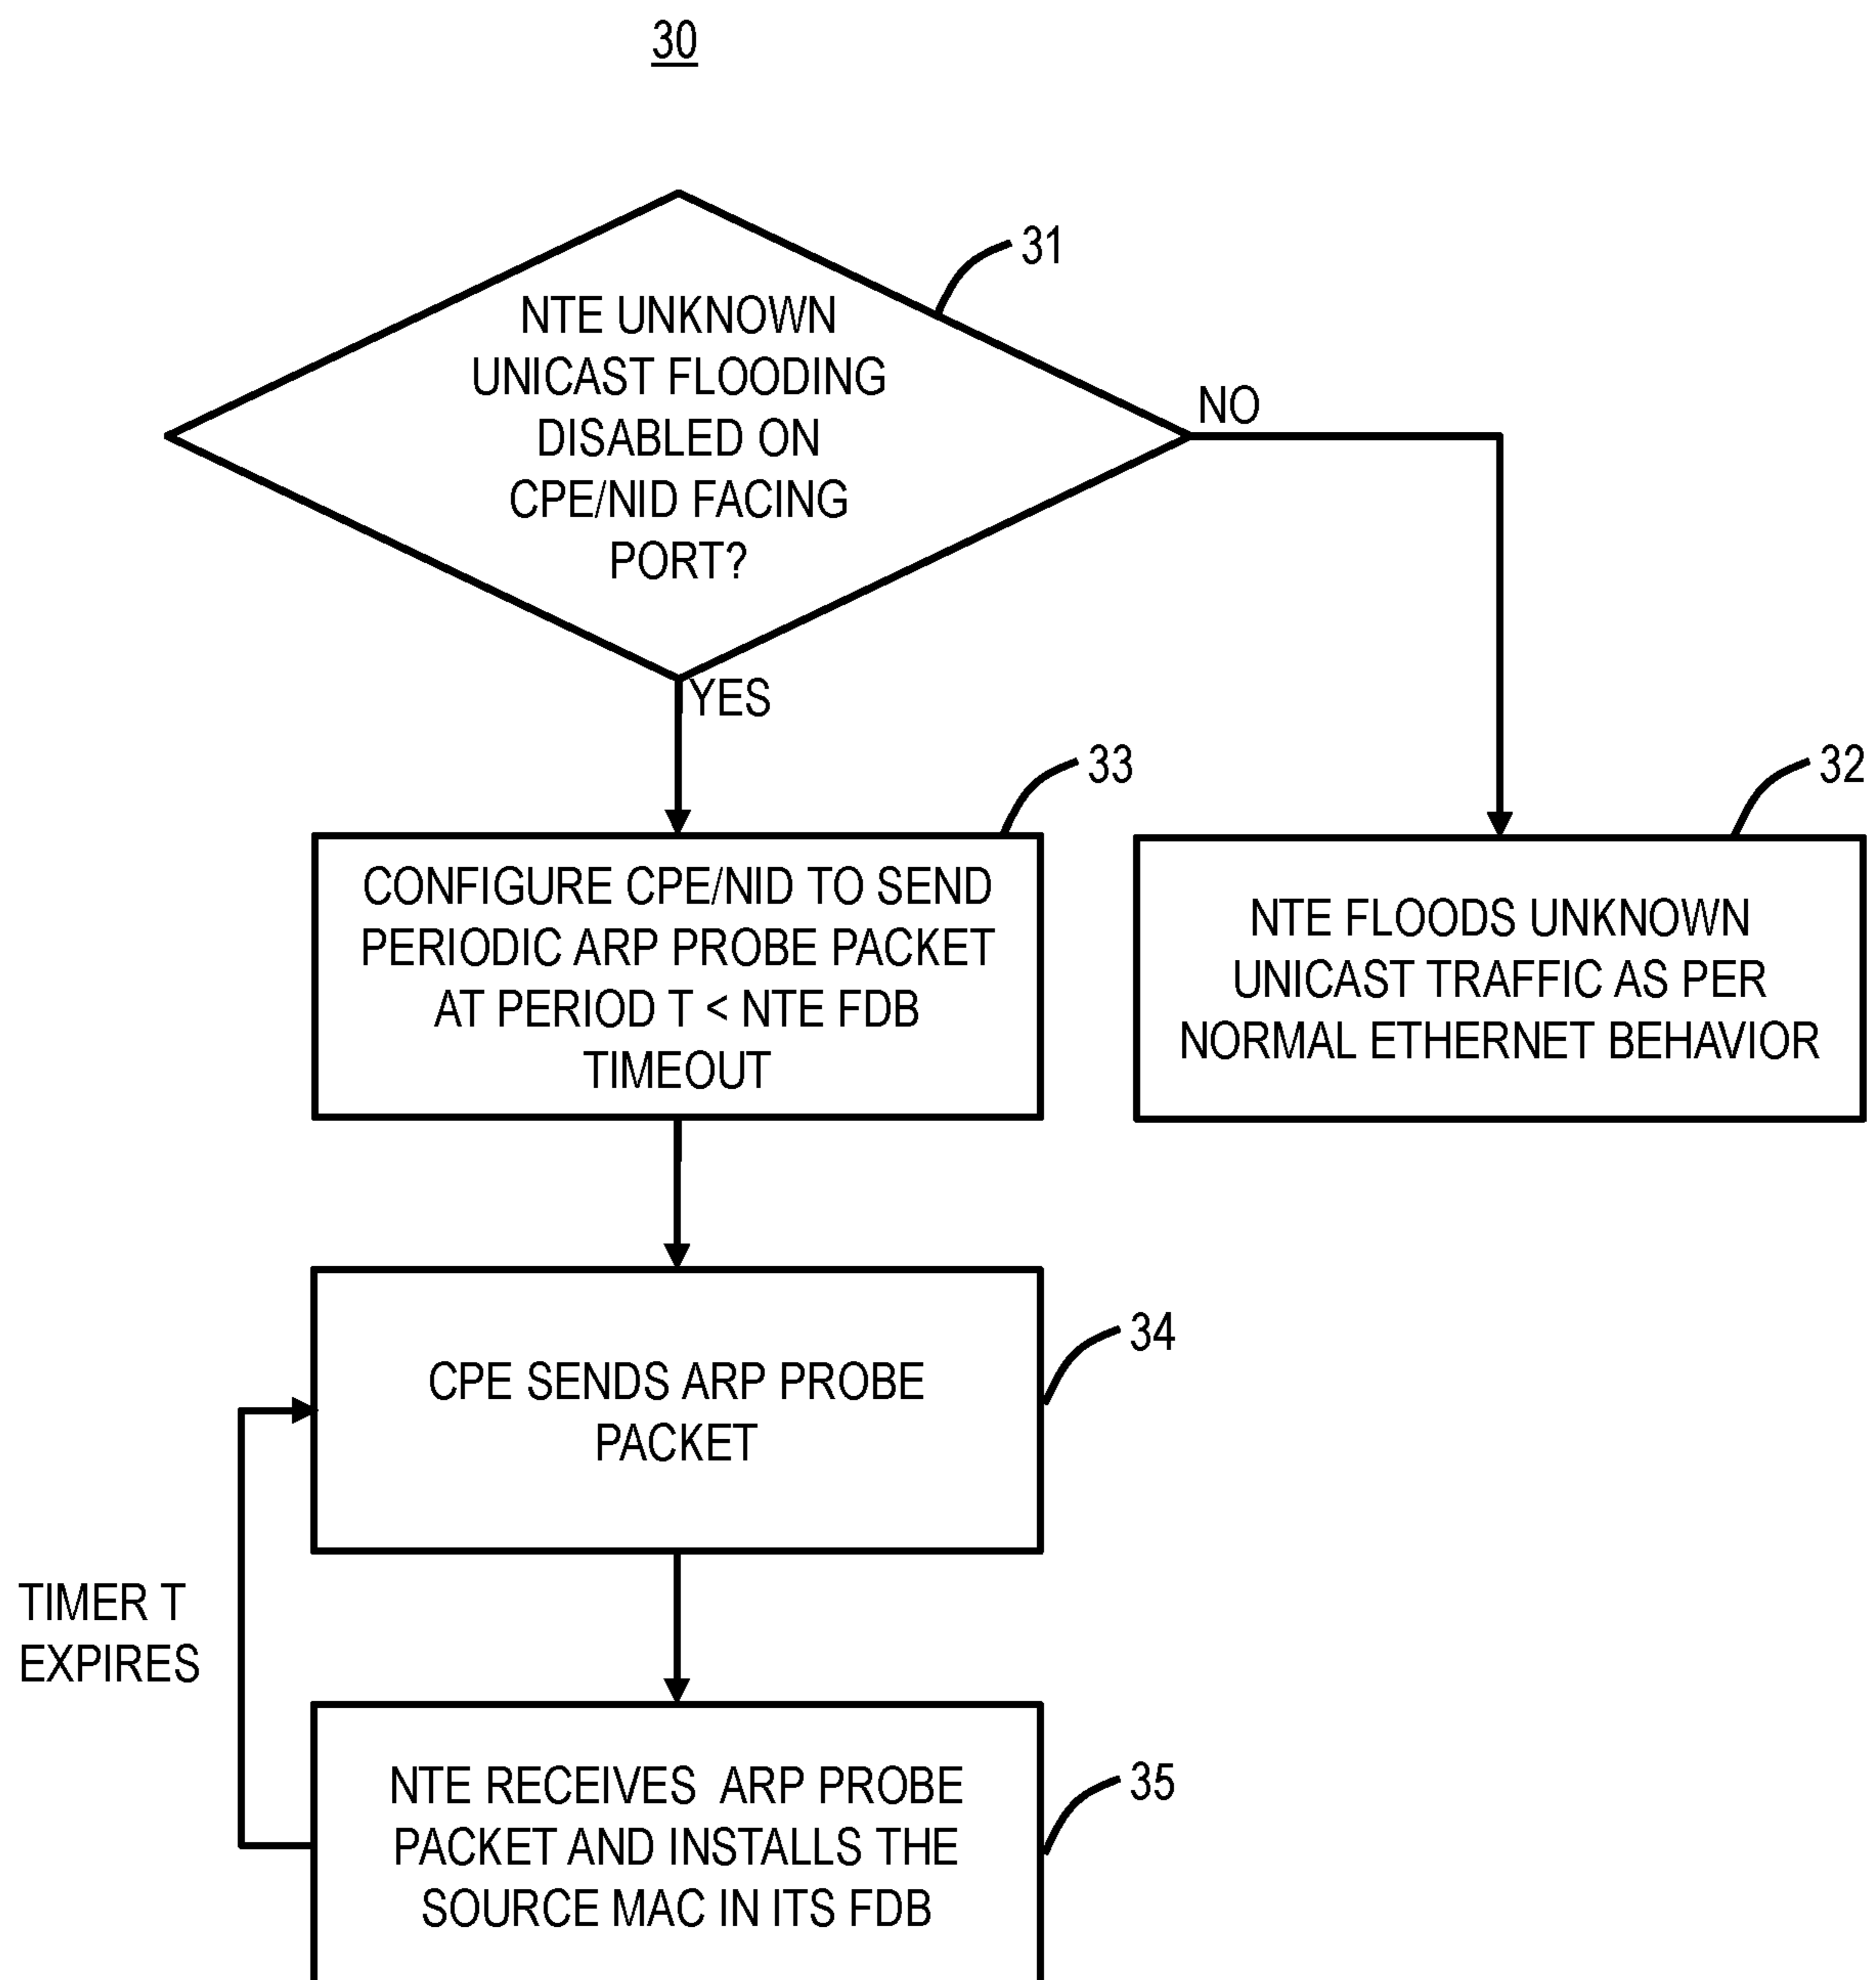 30
31
NTE UNKNOWN
UNICAST FLOODING
DISABLED ON
CPE/NID FACING
PORT?
NO
YES
33
32
CONFIGURE CPE/NID TO SEND
PERIODIC ARP PROBE PACKET
AT PERIOD T < NTE FDB
TIMEOUT
NTE FLOODS UNKNOWN
UNICAST TRAFFIC AS PER
NORMAL ETHERNET BEHAVIOR
34
CPE SENDS ARP PROBE
PACKET
TIMER T
EXPIRES
35
NTE RECEIVES ARP PROBE
PACKET AND INSTALLS THE
SOURCE MAC IN ITS FDB